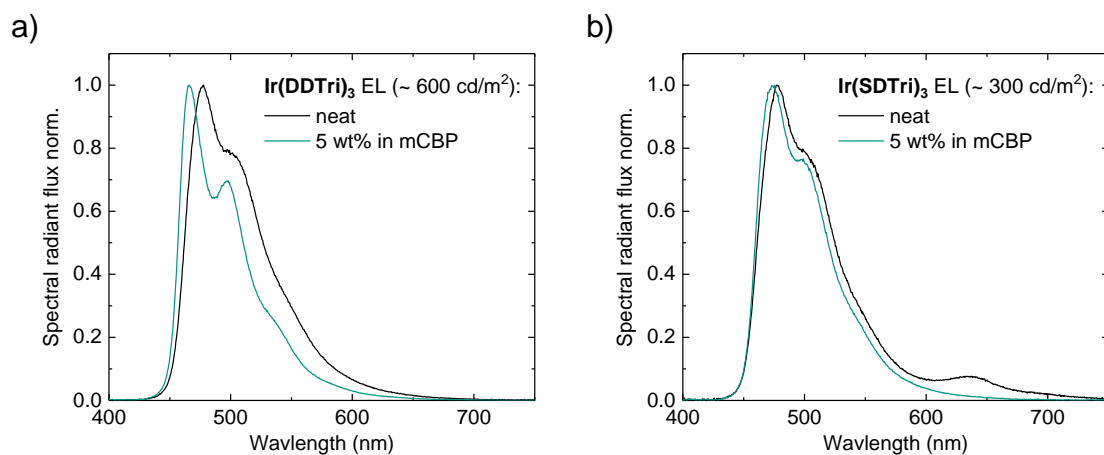 a)
Ir(DDTri)₃ EL (~ 600 cd/m²):
neat
5 wt% in mCBP
Spectral radiant flux norm.
1.0
0.8
0.6
0.4
0.2
0.0
400 500 600 700
Wavlength (nm)
b)
Ir(SDTri)₃ EL (~ 300 cd/m²):
neat
5 wt% in mCBP
Spectral radiant flux norm.
1.0
0.8
0.6
0.4
0.2
0.0
400 500 600 700
Wavlength (nm)